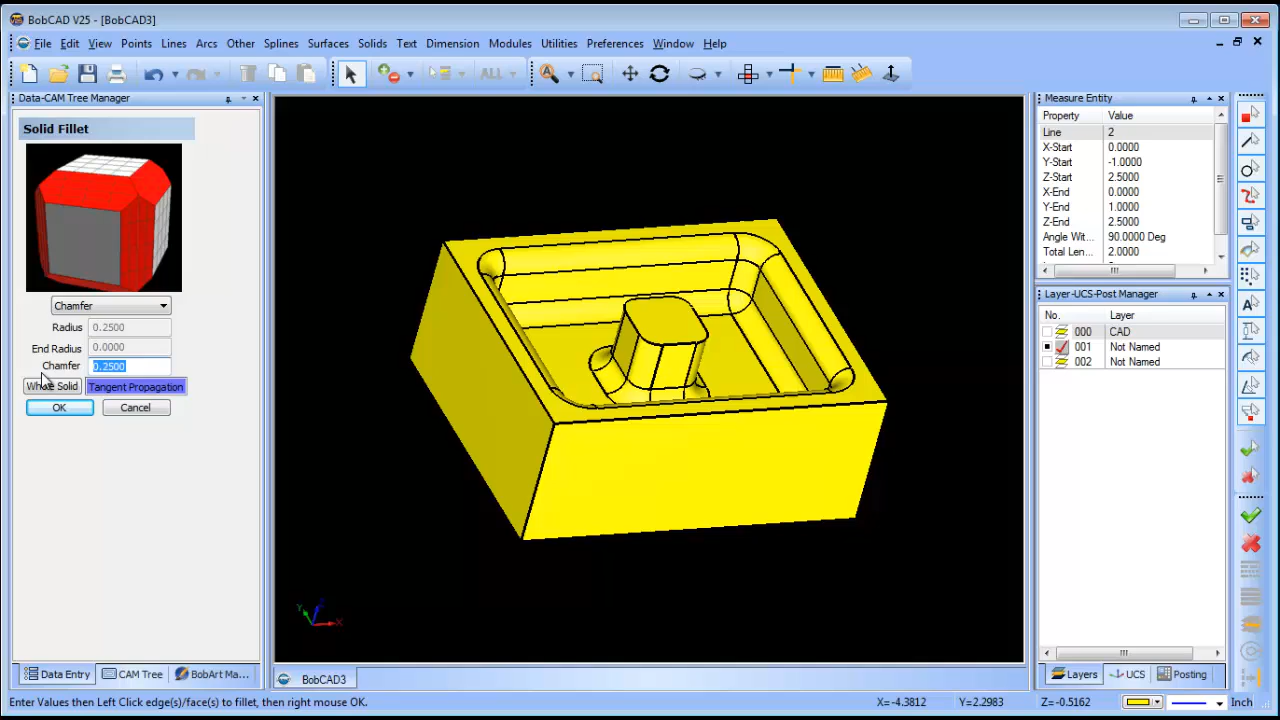 BobCAD V25 - [BobCAD3]
File Edit View Points Lines Arcs Other Splines Surfaces Solids Text Dimension Modules Utilities Preferences Window Help
ALL
Data-CAM Tree Manager
Solid Fillet
Chamfer
Radius 0.2500
End Radius 0.0000
Chamfer 0.2500
Whole Solid Tangent Propagation
OK Cancel
Data Entry CAM Tree BobArt Ma...
Y Z X
BobCAD3
Measure Entity
Property Value
Line 2
X-Start 0.0000
Y-Start -1.0000
Z-Start 2.5000
X-End 0.0000
Y-End 1.0000
Z-End 2.5000
Angle Wit... 90.0000 Deg
Total Len... 2.0000
Layer-UCS-Post Manager
No. Layer
000 CAD
001 Not Named
002 Not Named
Layers UCS Posting
Enter Values then Left Click edge(s)/face(s) to fillet, then right mouse OK. X=-4.3812 Y=2.2983 Z=-0.5162 Inch